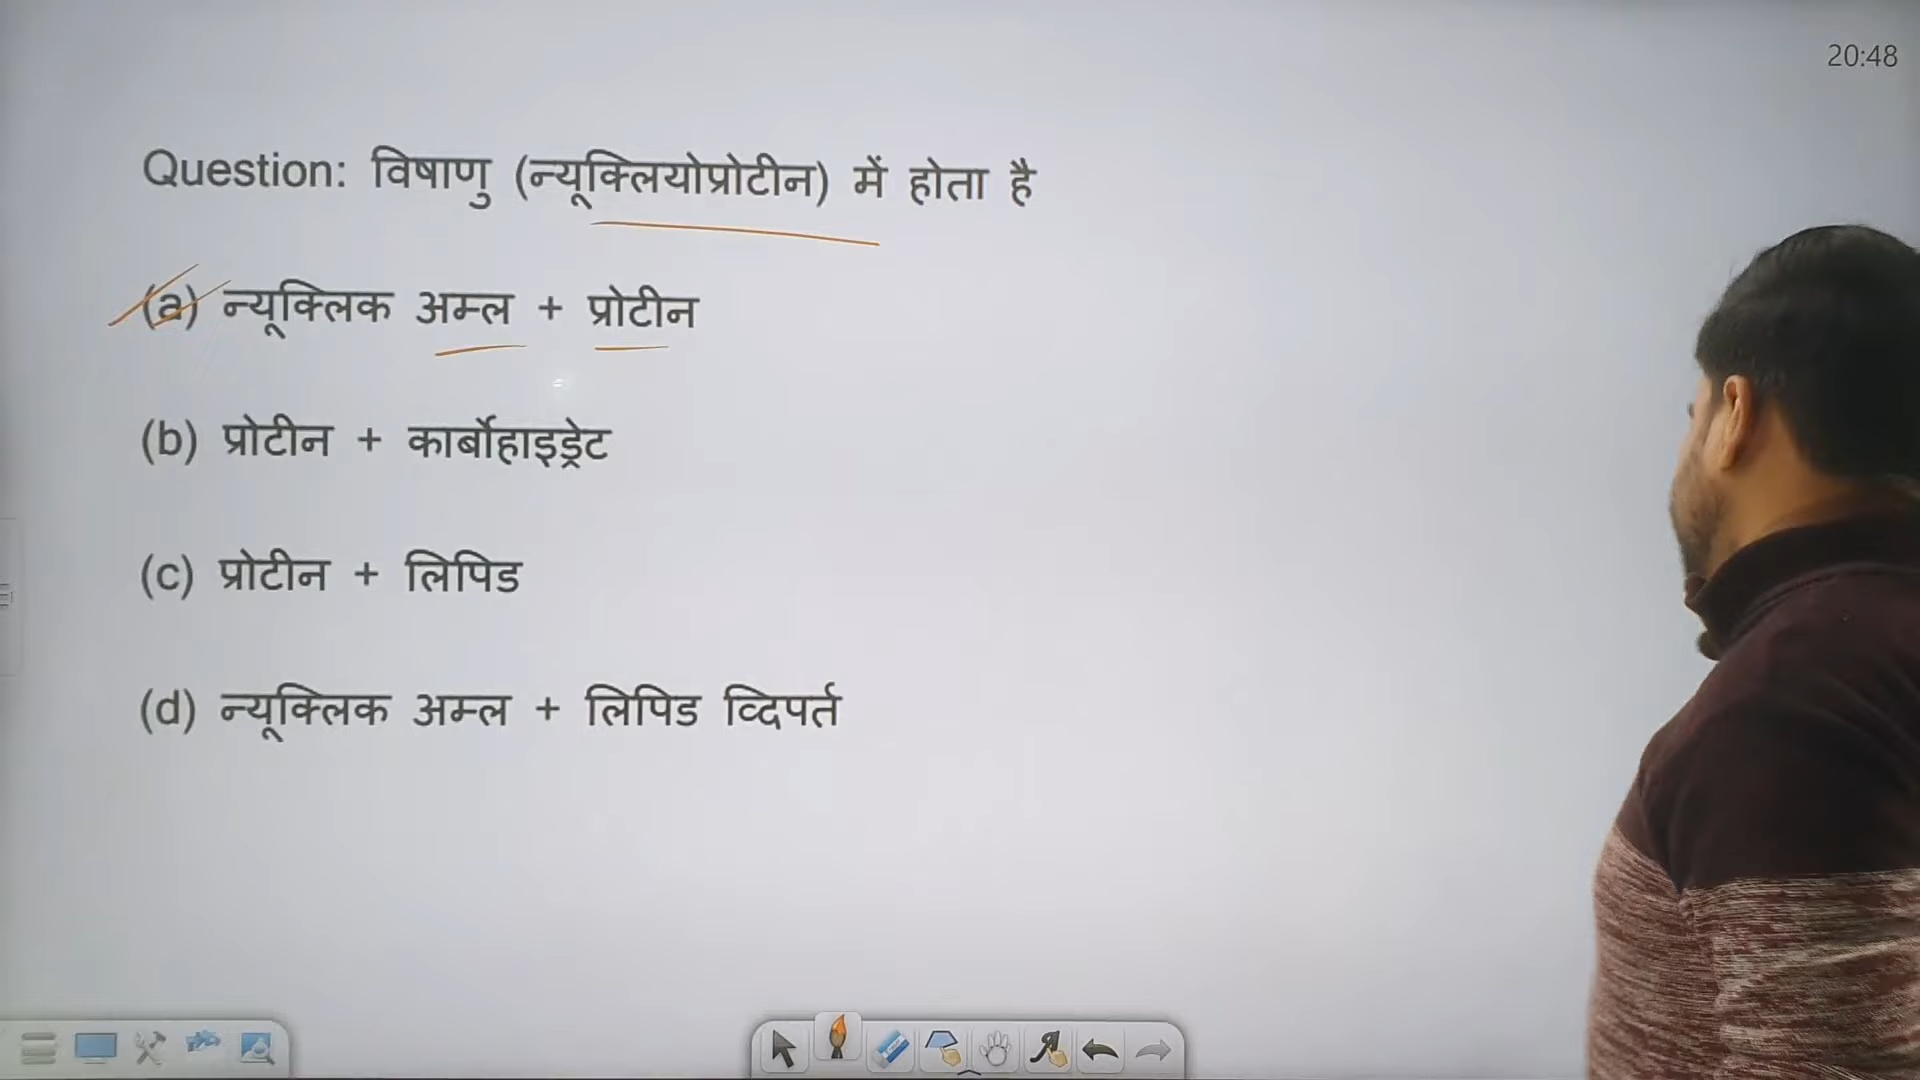 20:48
Question: विषाणु (न्यूक्लियोप्रोटीन) में होता है
(a) न्यूक्लिक अम्ल + प्रोटीन
(b) प्रोटीन + कार्बोहाइड्रेट
(c) प्रोटीन + लिपिड
(d) न्यूक्लिक अम्ल + लिपिड व्दिपर्त